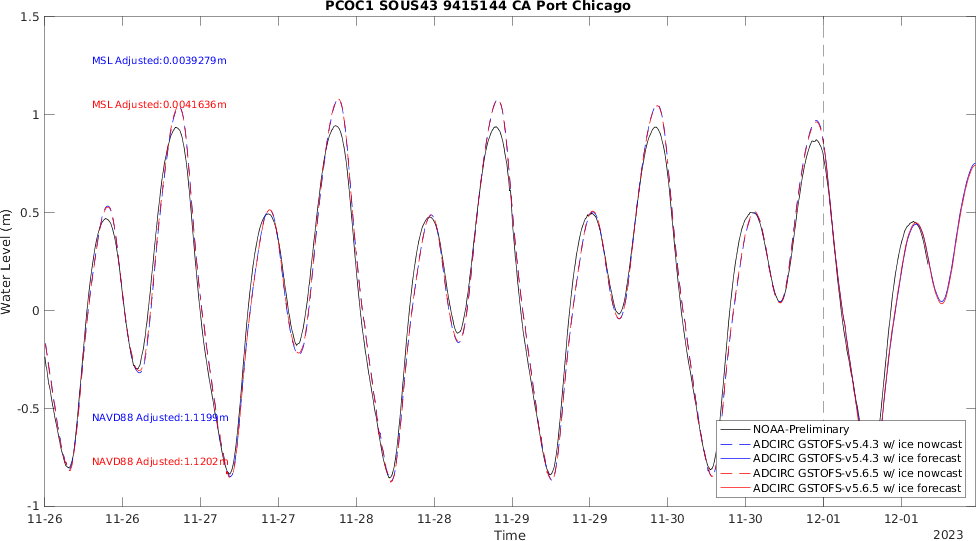 PCOC1 SOUS43 9415144 CA Port Chicago
1.5
MSL Adjusted:0.0039279m
MSL Adjusted:0.0041636m
1
0.5
Water Level (m)
0
-0.5
NAVD88 Adjusted:1.1199m
NAVD88 Adjusted:1.1202m
NOAA-Preliminary
ADCIRC GSTOFS-v5.4.3 w/ ice nowcast
ADCIRC GSTOFS-v5.4.3 w/ ice forecast
ADCIRC GSTOFS-v5.6.5 w/ ice nowcast
ADCIRC GSTOFS-v5.6.5 w/ ice forecast
-1
11-26 11-26 11-27 11-27 11-28 11-28 11-29 11-29 11-30 11-30 12-01 12-01
Time
2023